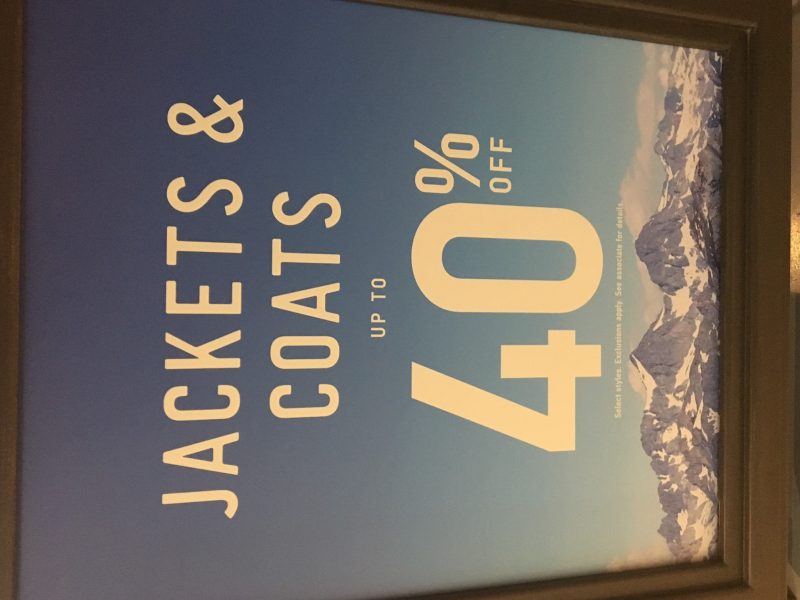 JACKETS &
COATS
UP TO
40% OFF
Select styles. Exclusions apply. See associate for details.